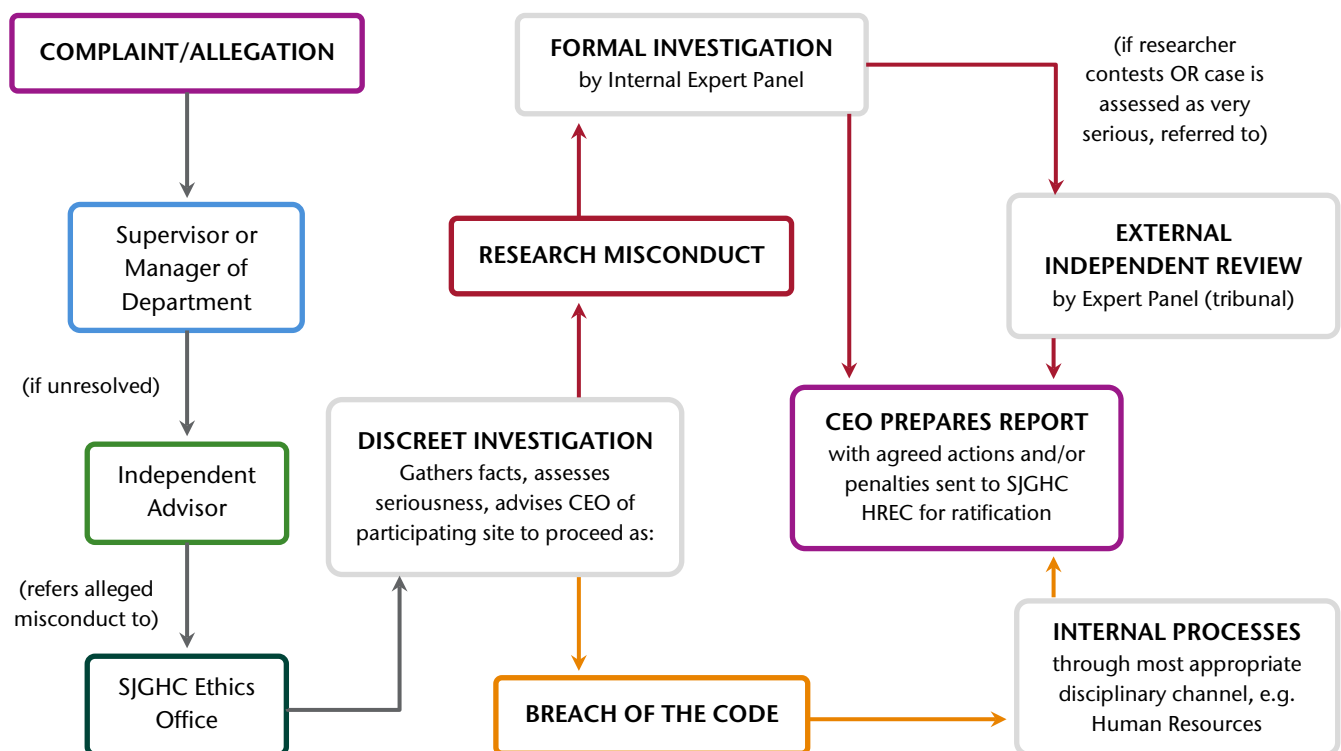 COMPLAINT/ALLEGATION
Supervisor or
Manager of
Department
(if unresolved)
Independent
Advisor
(refers alleged
misconduct to)
SJGHC Ethics
Office
DISCREET INVESTIGATION
Gathers facts, assesses
seriousness, advises CEO of
participating site to proceed as:
RESEARCH MISCONDUCT
FORMAL INVESTIGATION
by Internal Expert Panel
(if researcher
contests OR case is
assessed as very
serious, referred to)
EXTERNAL
INDEPENDENT REVIEW
by Expert Panel (tribunal)
CEO PREPARES REPORT
with agreed actions and/or
penalties sent to SJGHC
HREC for ratification
BREACH OF THE CODE
INTERNAL PROCESSES
through most appropriate
disciplinary channel, e.g.
Human Resources